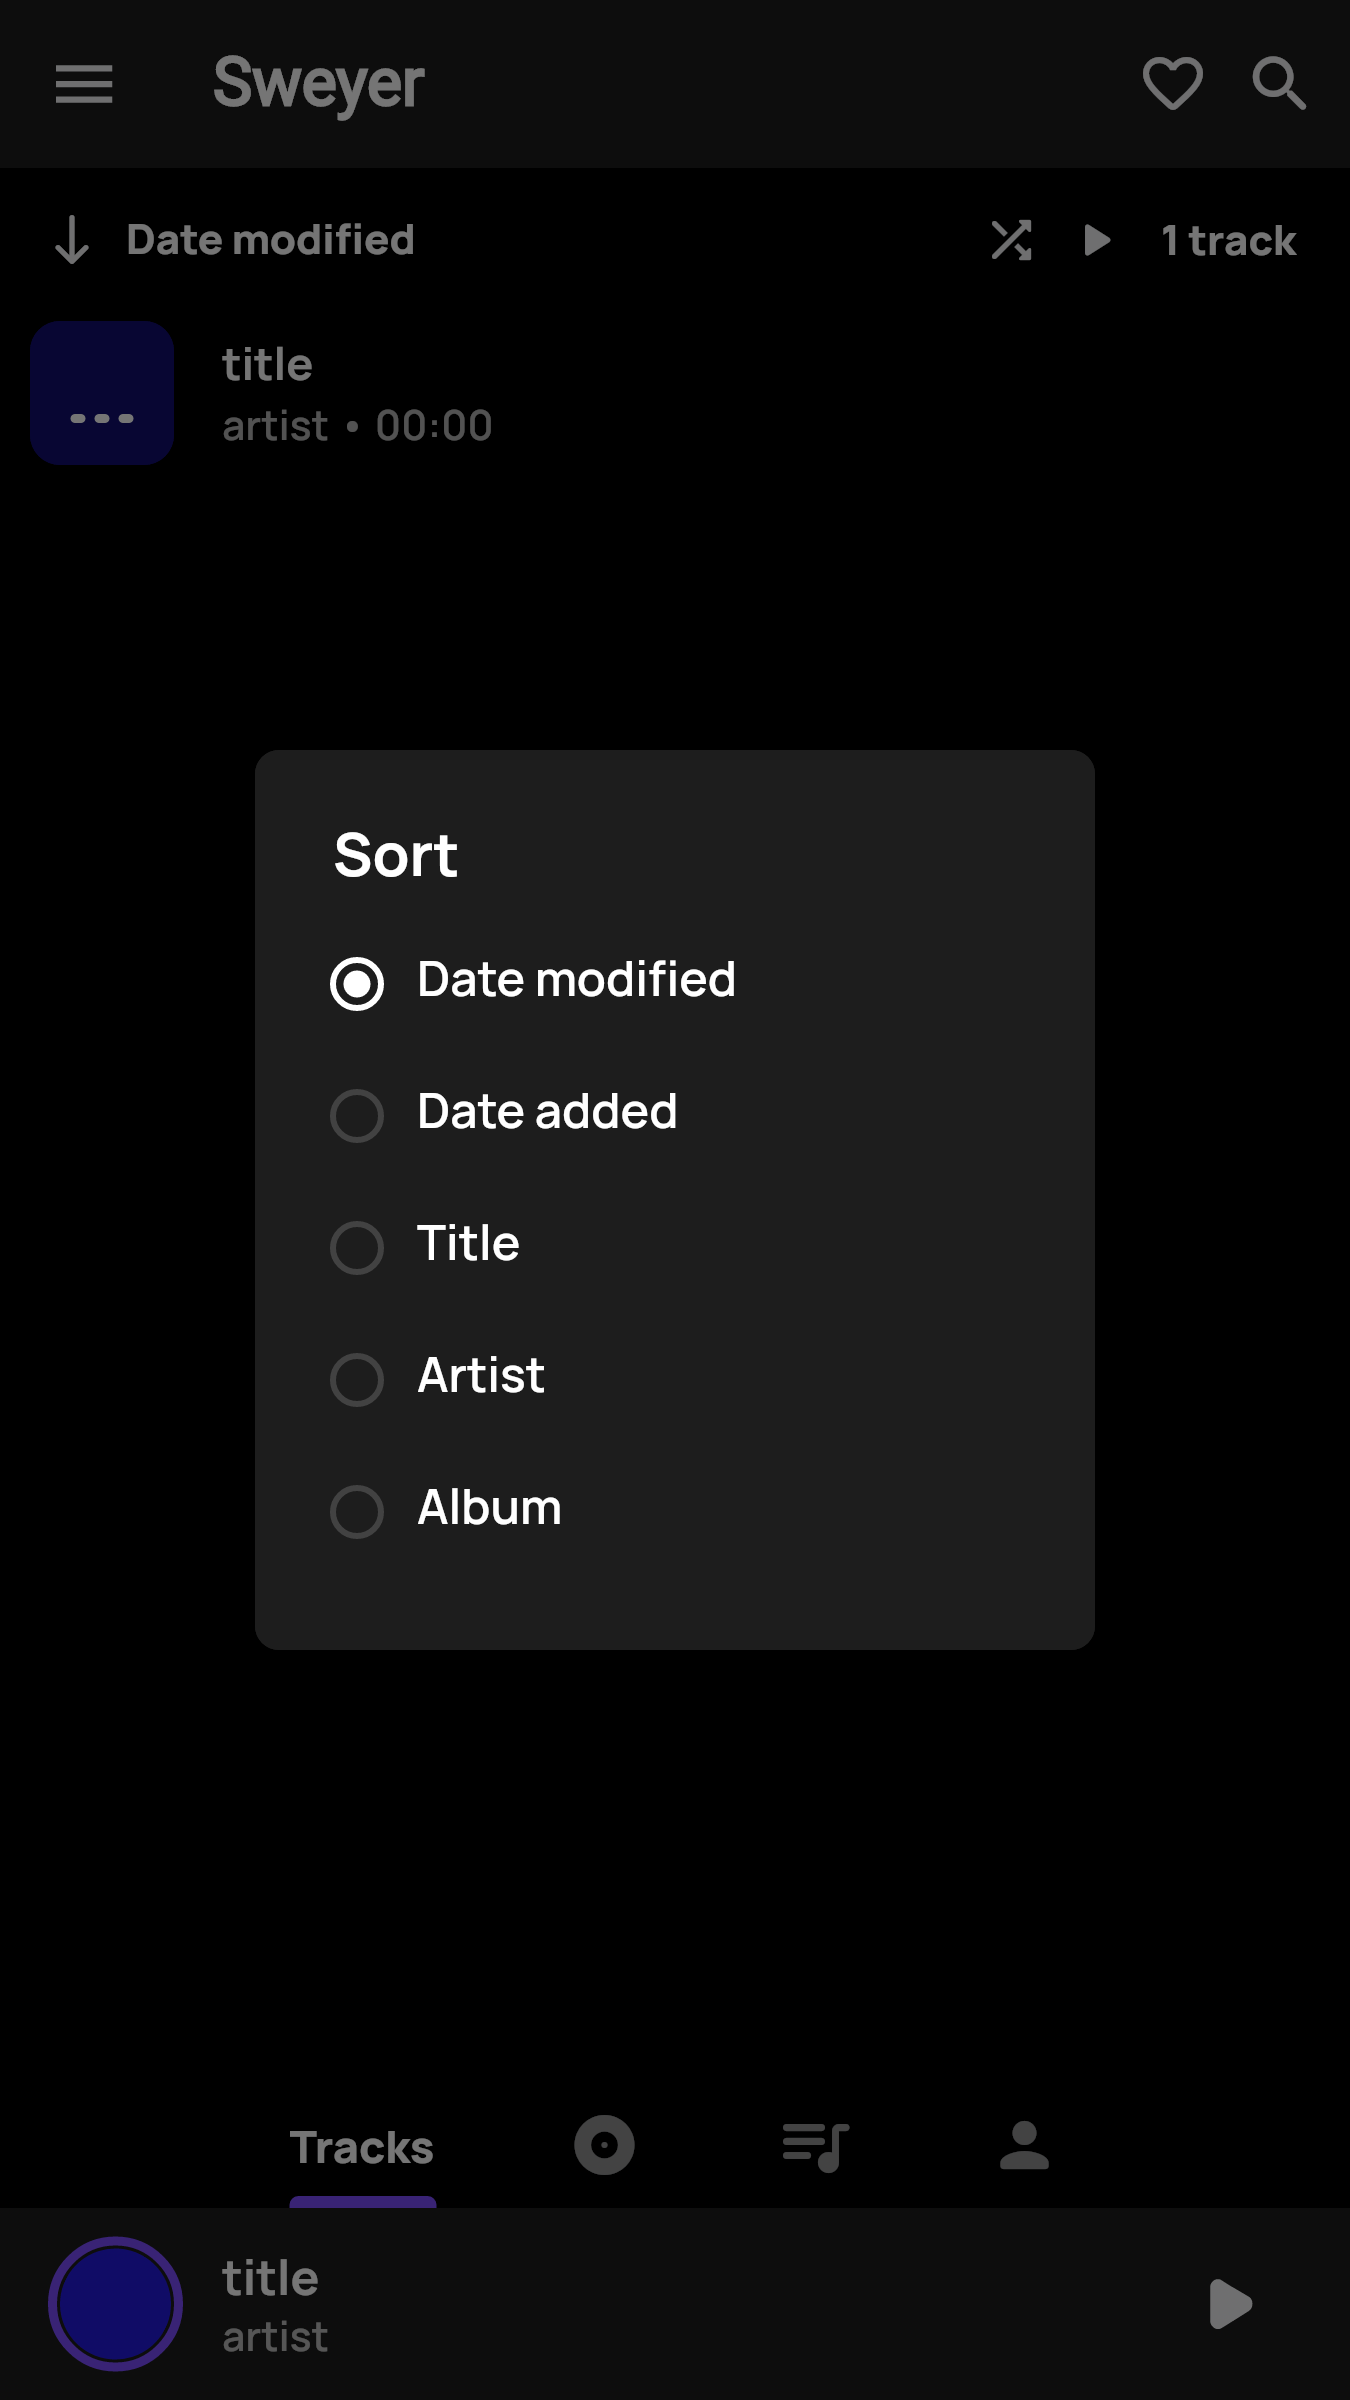 Sweyer
Date modified
1 track
title
artist • 00:00
Sort
Date modified
Date added
Title
Artist
Album
Tracks
title
artist